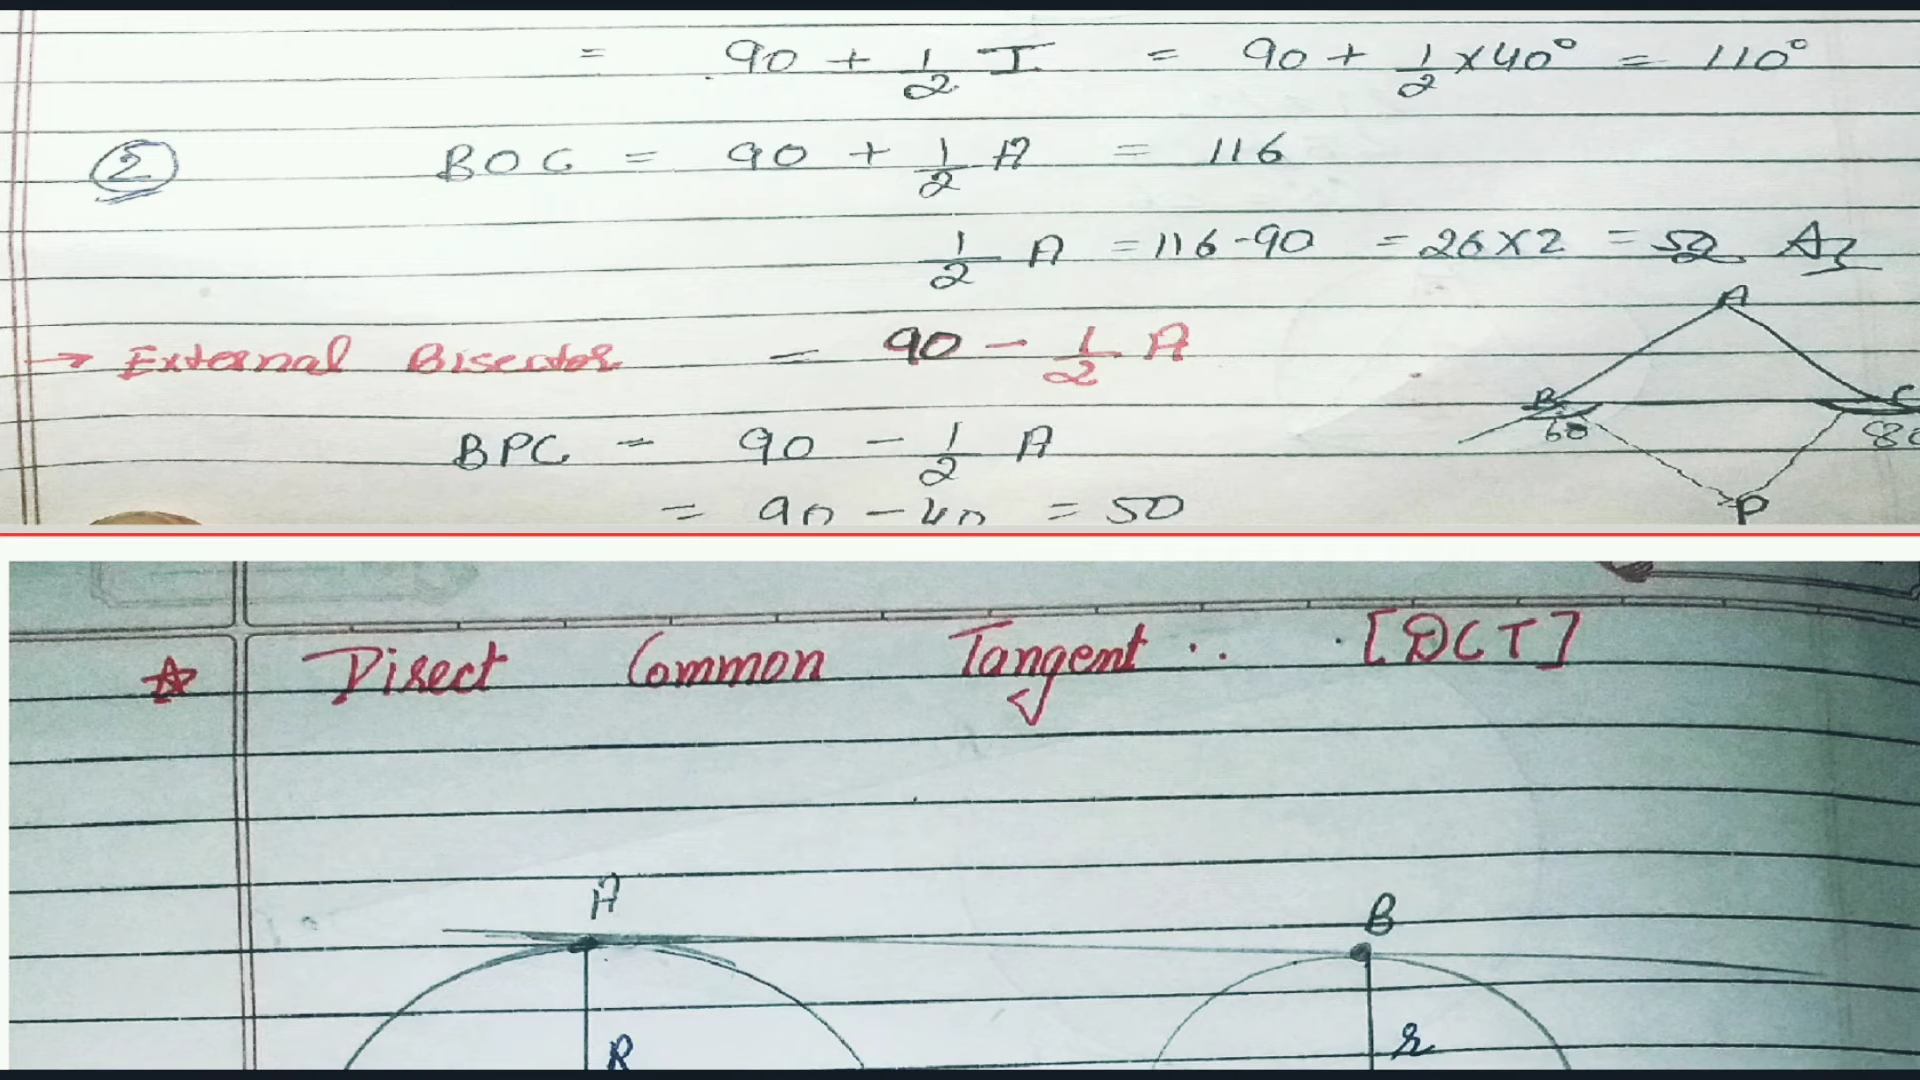 = 90 + 1/2 I = 90 + 1/2 × 40° = 110°
② BOC = 90 + 1/2 A = 116
1/2 A = 116 - 90 = 26 × 2 = 52 Ans
→ External Bisector = 90 - 1/2 A
BPC = 90 - 1/2 A
= 90 - 40 = 50
A
B C
60 80
P
☆ Direct Common Tangent :. [DCT]
A B
R r